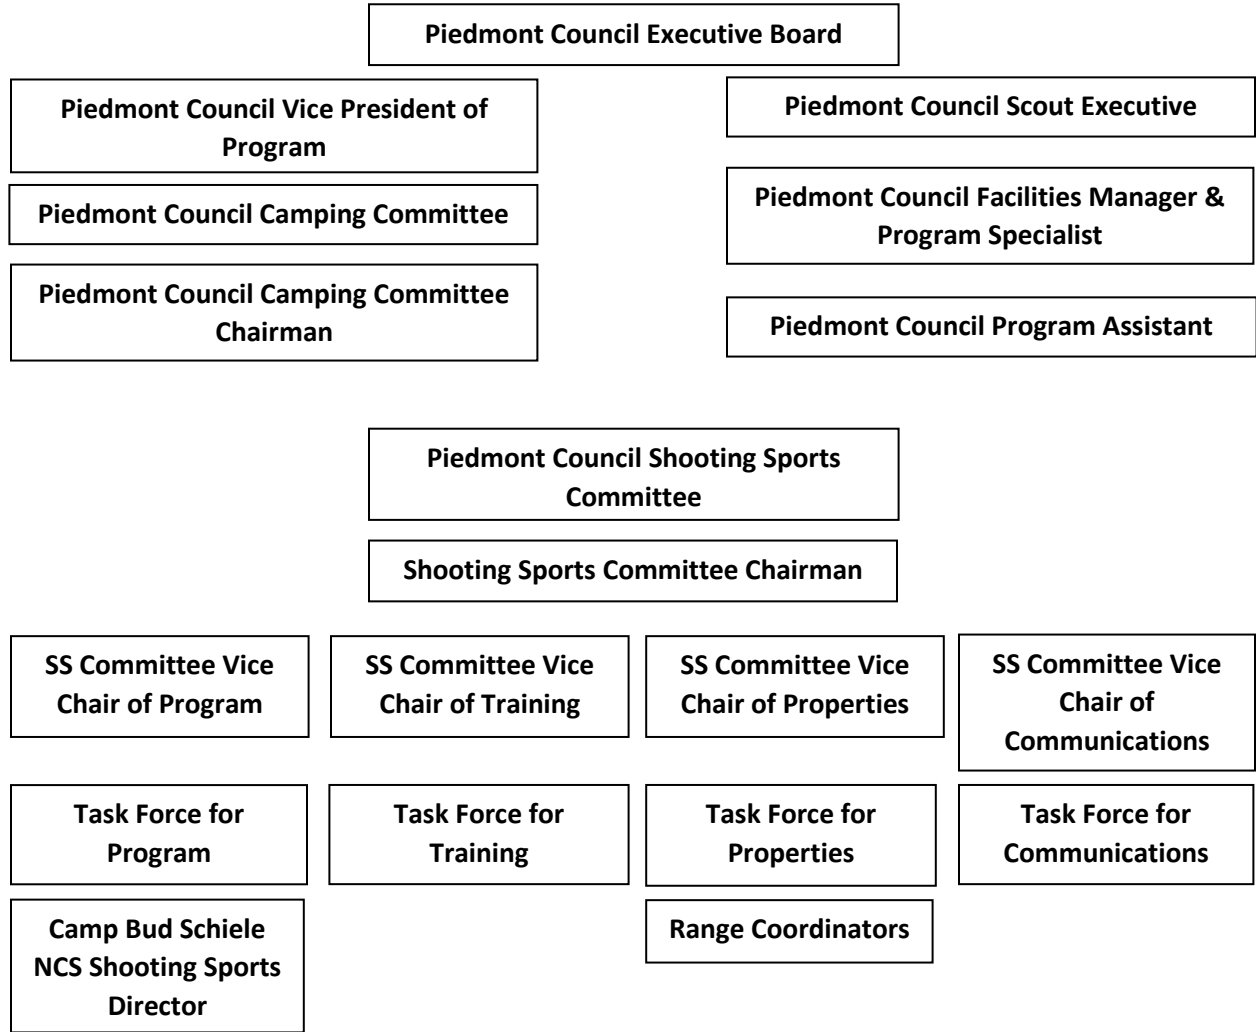 Piedmont Council Executive Board
Piedmont Council Vice President of
Program
Piedmont Council Scout Executive
Piedmont Council Camping Committee
Piedmont Council Facilities Manager &
Program Specialist
Piedmont Council Camping Committee
Chairman
Piedmont Council Program Assistant
Piedmont Council Shooting Sports
Committee
Shooting Sports Committee Chairman
SS Committee Vice
Chair of Program
SS Committee Vice
Chair of Training
SS Committee Vice
Chair of Properties
SS Committee Vice
Chair of
Communications
Task Force for
Program
Task Force for
Training
Task Force for
Properties
Task Force for
Communications
Camp Bud Schiele
NCS Shooting Sports
Director
Range Coordinators